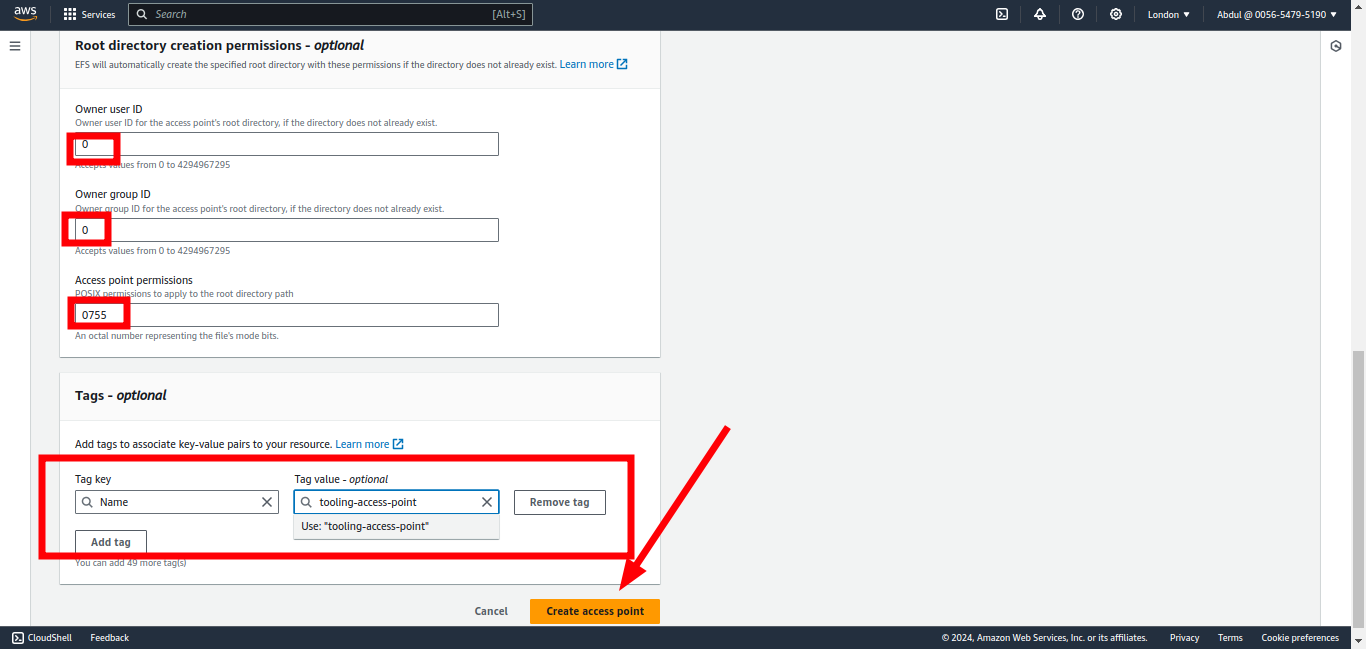 aws Services Search [Alt+S] London Abdul @ 0056-5479-5190
Root directory creation permissions - optional
EFS will automatically create the specified root directory with these permissions if the directory does not already exist. Learn more
Owner user ID
Owner user ID for the access point's root directory, if the directory does not already exist.
0
Accepts values from 0 to 4294967295
Owner group ID
Owner group ID for the access point's root directory, if the directory does not already exist.
0
Accepts values from 0 to 4294967295
Access point permissions
POSIX permissions to apply to the root directory path
0755
An octal number representing the file's mode bits.
Tags - optional
Add tags to associate key-value pairs to your resource. Learn more
Tag key Tag value - optional
Name tooling-access-point Remove tag
Use: "tooling-access-point"
Add tag
You can add 49 more tag(s)
Cancel Create access point
CloudShell Feedback © 2024, Amazon Web Services, Inc. or its affiliates. Privacy Terms Cookie preferences